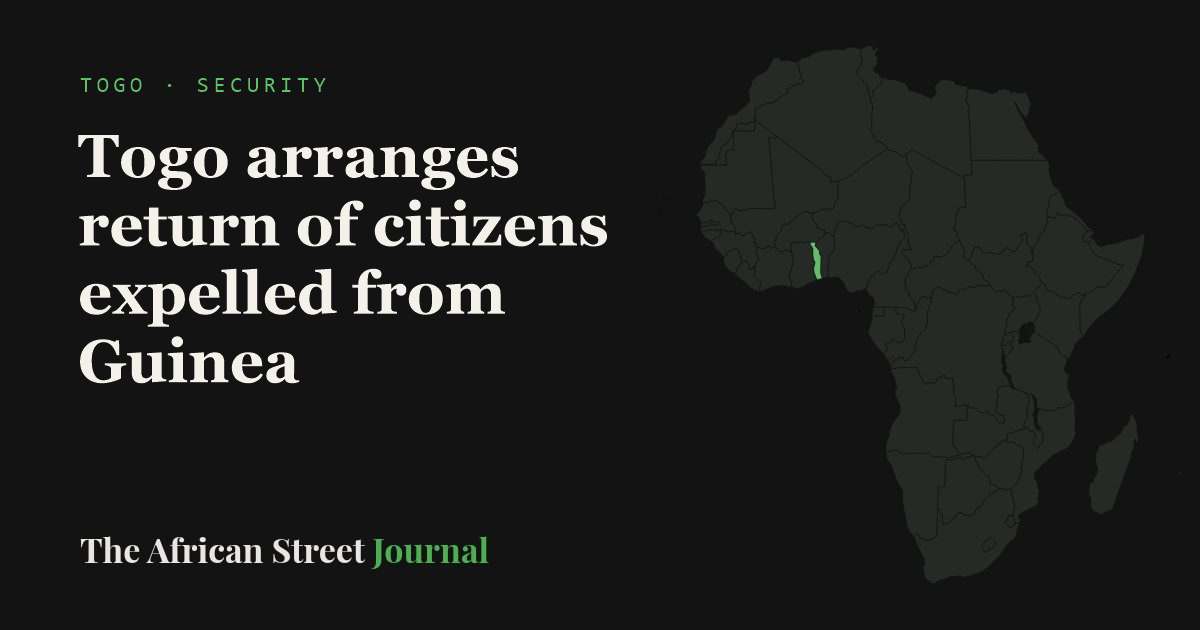 TOGO · SECURITY
Togo arranges
return of citizens
expelled from
Guinea
The African Street Journal